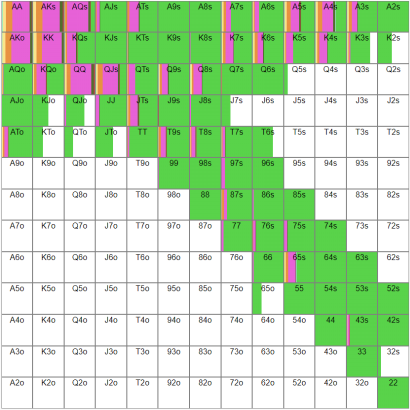 AA AKs AQs AJs ATs A9s A8s A7s A6s A5s A4s A3s A2s
AKo KK KQs KJs KTs K9s K8s K7s K6s K5s K4s K3s K2s
AQo KQo QQ QJs QTs Q9s Q8s Q7s Q6s Q5s Q4s Q3s Q2s
AJo KJo QJo JJ JTs J9s J8s J7s J6s J5s J4s J3s J2s
ATo KTo QTo JTo TT T9s T8s T7s T6s T5s T4s T3s T2s
A9o K9o Q9o J9o T9o 99 98s 97s 96s 95s 94s 93s 92s
A8o K8o Q8o J8o T8o 98o 88 87s 86s 85s 84s 83s 82s
A7o K7o Q7o J7o T7o 97o 87o 77 76s 75s 74s 73s 72s
A6o K6o Q6o J6o T6o 96o 86o 76o 66 65s 64s 63s 62s
A5o K5o Q5o J5o T5o 95o 85o 75o 65o 55 54s 53s 52s
A4o K4o Q4o J4o T4o 94o 84o 74o 64o 54o 44 43s 42s
A3o K3o Q3o J3o T3o 93o 83o 73o 63o 53o 43o 33 32s
A2o K2o Q2o J2o T2o 92o 82o 72o 62o 52o 42o 32o 22